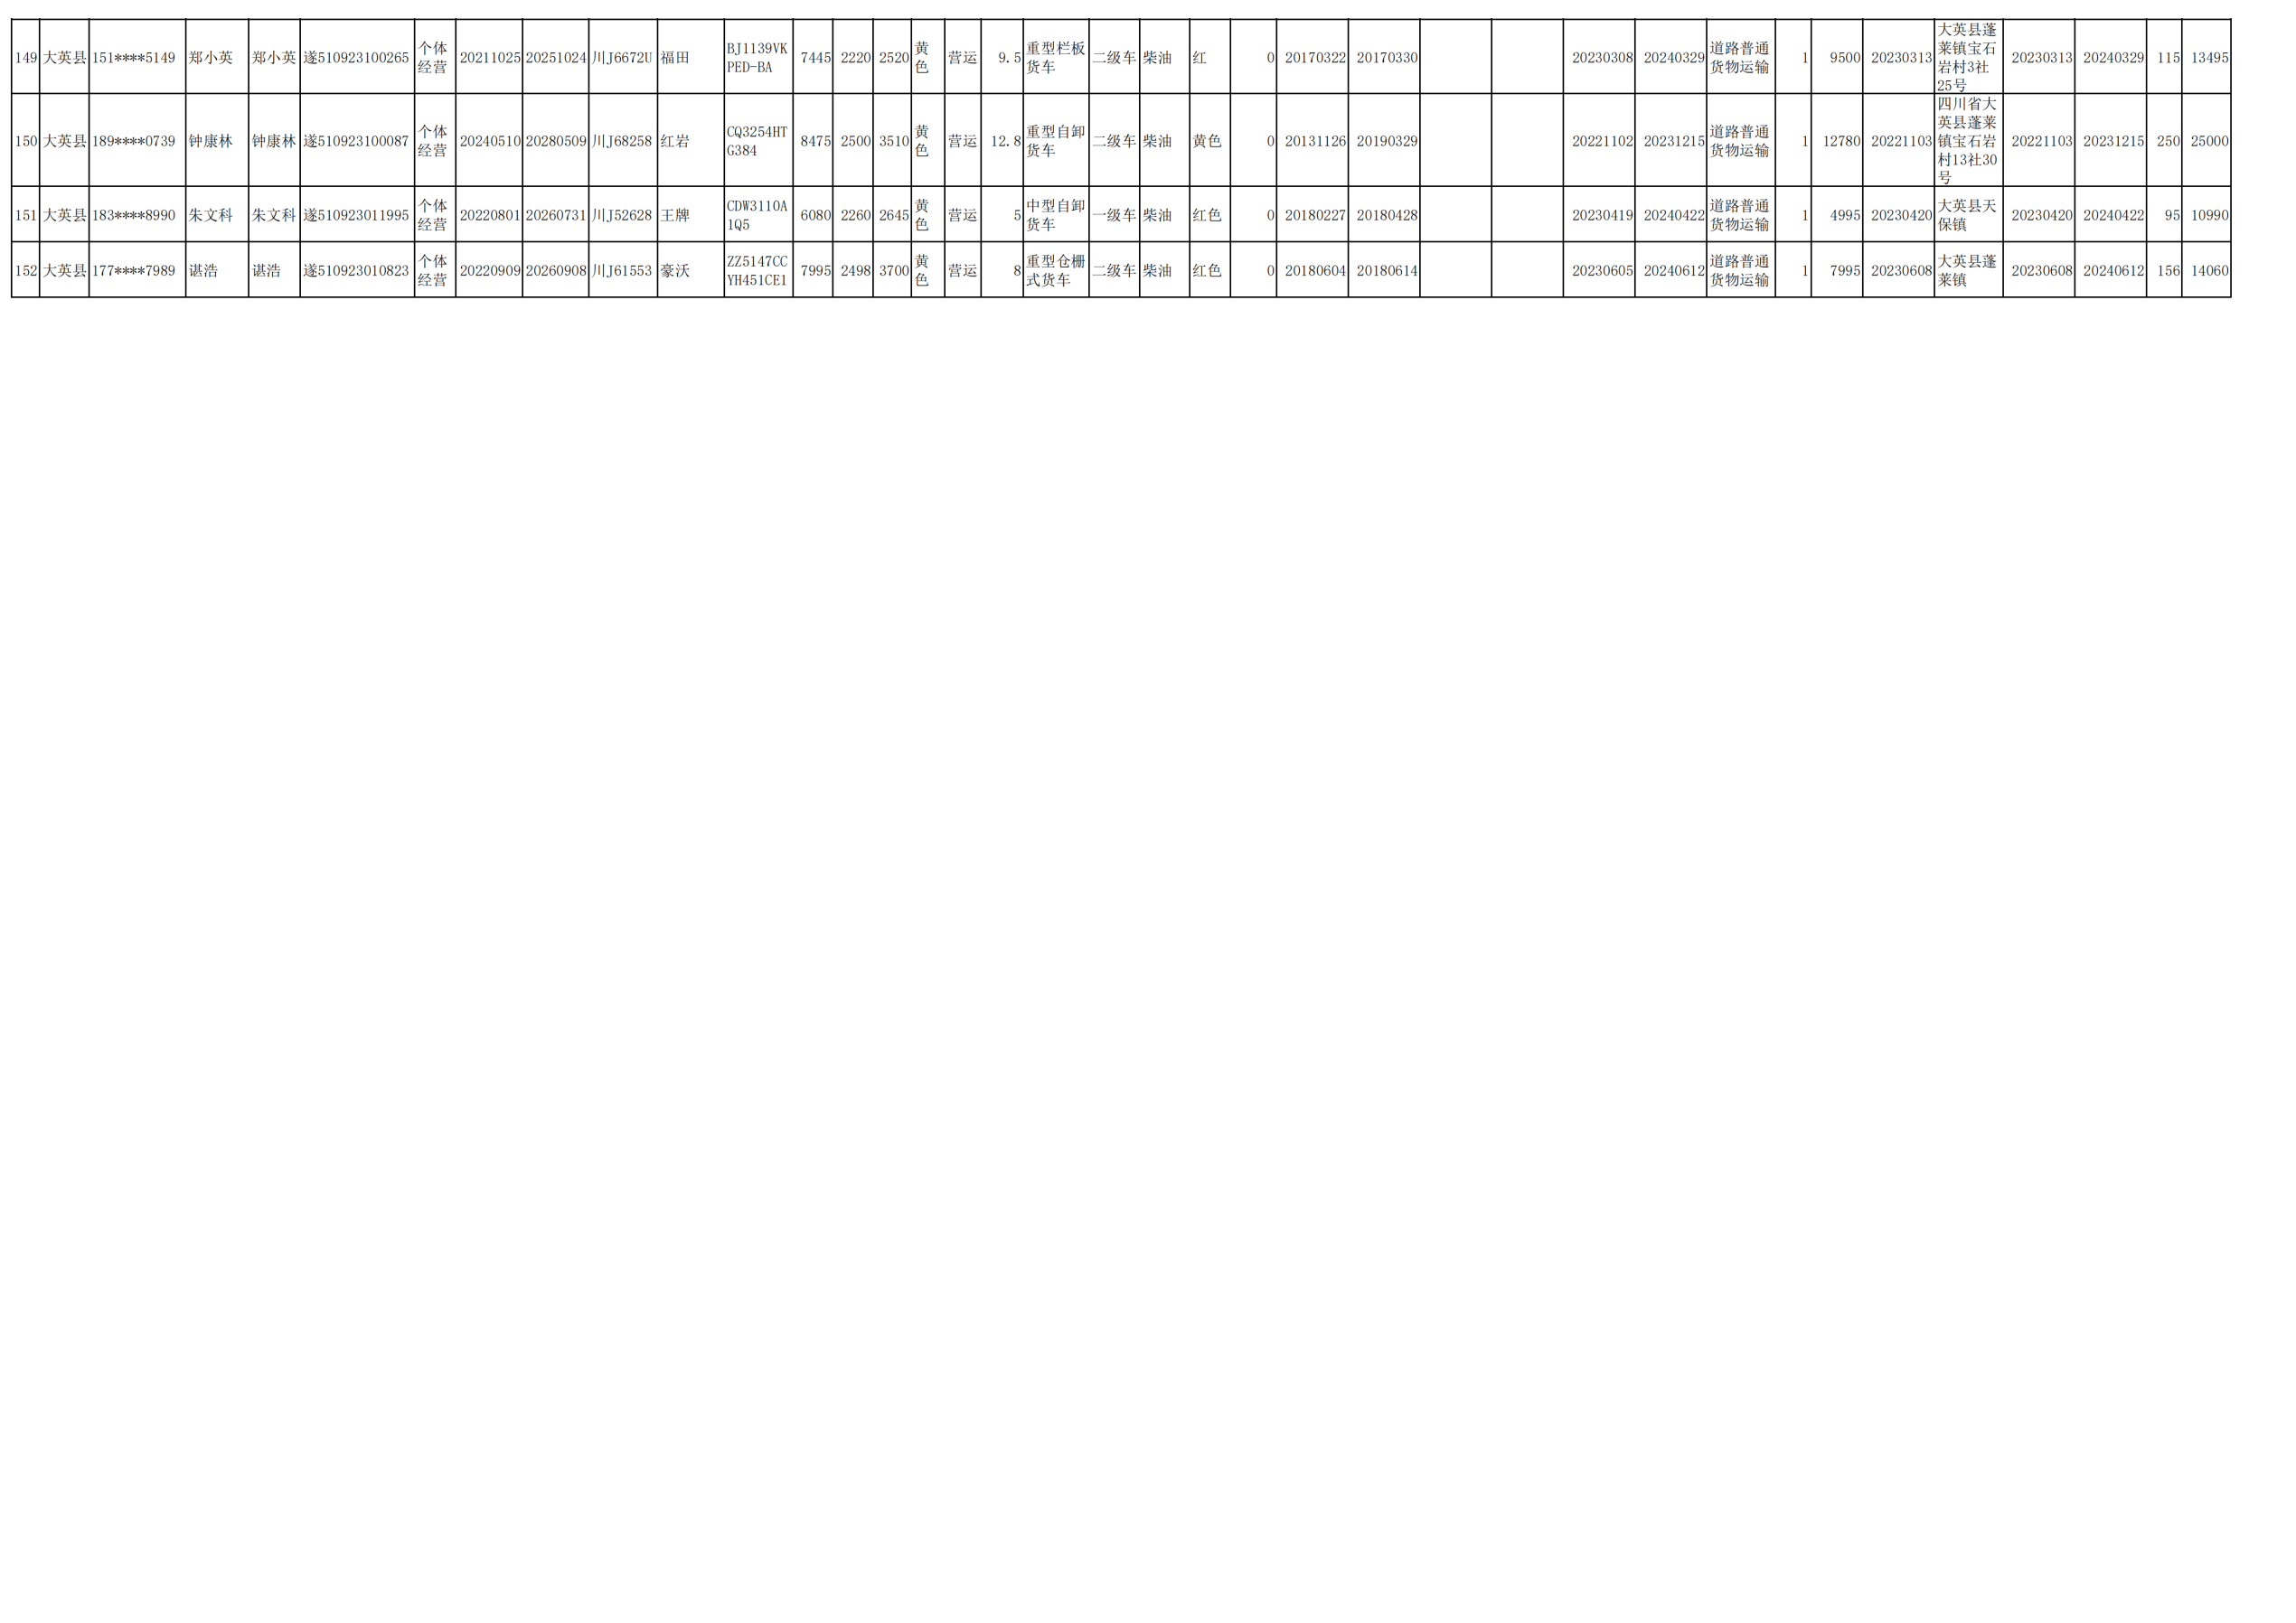 149 大英县 151****5149 郑小英 郑小英 遂510923100265 个体经营 20211025 20251024 川J6672U 福田 BJ1139VKPED-BA 7445 2220 2520 黄色 营运 9.5 重型栏板货车 二级车 柴油 红 0 20170322 20170330 20230308 20240329 道路普通货物运输 1 9500 20230313 大英县蓬莱镇宝石岩村3社25号 20230313 20240329 115 13495
150 大英县 189****0739 钟康林 钟康林 遂510923100087 个体经营 20240510 20280509 川J68258 红岩 CQ3254HTG384 8475 2500 3510 黄色 营运 12.8 重型自卸货车 二级车 柴油 黄色 0 20131126 20190329 20221102 20231215 道路普通货物运输 1 12780 20221103 四川省大英县蓬莱镇宝石岩村13社30号 20221103 20231215 250 25000
151 大英县 183****8990 朱文科 朱文科 遂510923011995 个体经营 20220801 20260731 川J52628 王牌 CDW3110A1Q5 6080 2260 2645 黄色 营运 5 中型自卸货车 一级车 柴油 红色 0 20180227 20180428 20230419 20240422 道路普通货物运输 1 4995 20230420 大英县天保镇 20230420 20240422 95 10990
152 大英县 177****7989 谌浩 谌浩 遂510923010823 个体经营 20220909 20260908 川J61553 豪沃 ZZ5147CCYH451CE1 7995 2498 3700 黄色 营运 8 重型仓栅式货车 二级车 柴油 红色 0 20180604 20180614 20230605 20240612 道路普通货物运输 1 7995 20230608 大英县蓬莱镇 20230608 20240612 156 14060